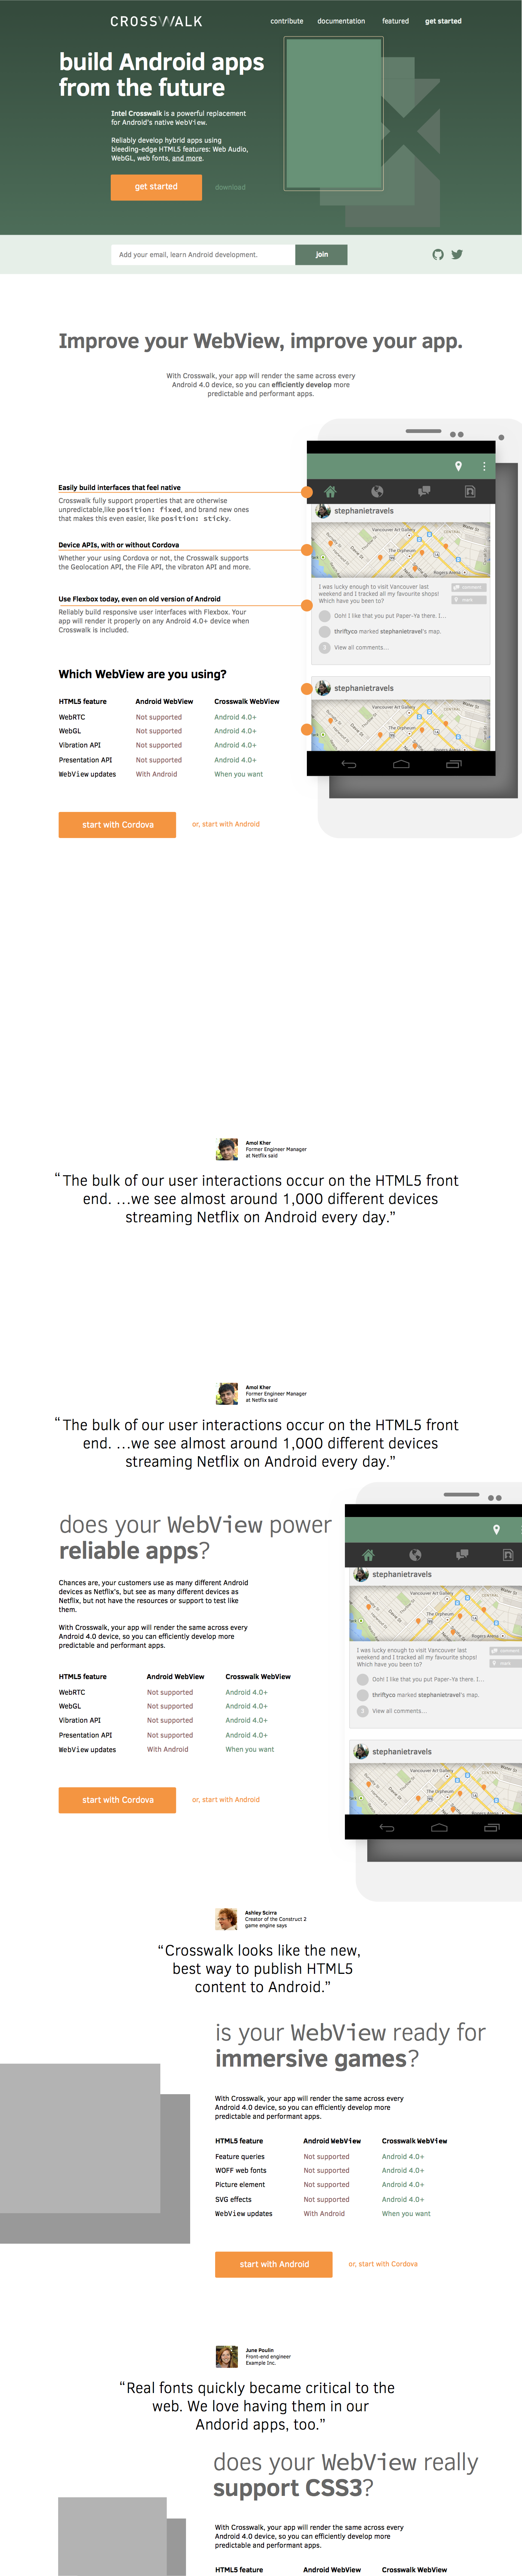 CROSSWALK
contribute documentation featured get started
build Android apps
from the future
Intel Crosswalk is a powerful replacement
for Android's native WebView.
Reliably develop hybrid apps using
bleeding-edge HTML5 features: Web Audio,
WebGL, web fonts, and more.
get started download
Add your email, learn Android development. join
Improve your WebView, improve your app.
With Crosswalk, your app will render the same across every
Android 4.0 device, so you can efficiently develop more
predictable and performant apps.
Easily build interfaces that feel native
Crosswalk fully support properties that are otherwise
unpredictable,like position: fixed, and brand new ones
that makes this even easier, like position: sticky.
Device APIs, with or without Cordova
Whether your using Cordova or not, the Crosswalk supports
the Geolocation API, the File API, the vibraton API and more.
Use Flexbox today, even on old version of Android
Reliably build responsive user interfaces with Flexbox. Your
app will render it properly on any Android 4.0+ device when
Crosswalk is included.
stephanietravels
Vancouver Art Gallery
CENTRAL
The Orpheum
Rogers Arena
I was lucky enough to visit Vancouver last
weekend and I tracked all my favourite shops!
Which have you been to?
Ooh! I like that you put Paper-Ya there. I…
thriftyco marked stephanietravel's map.
View all comments…
stephanietravels
Vancouver Art Gallery
CENTRAL
The Orpheum
Which WebView are you using?
HTML5 feature Android WebView Crosswalk WebView
WebRTC Not supported Android 4.0+
WebGL Not supported Android 4.0+
Vibration API Not supported Android 4.0+
Presentation API Not supported Android 4.0+
WebView updates With Android When you want
start with Cordova or, start with Android
Amol Kher
Former Engineer Manager
at Netflix said
“The bulk of our user interactions occur on the HTML5 front
end. …we see almost around 1,000 different devices
streaming Netflix on Android every day.”
Amol Kher
Former Engineer Manager
at Netflix said
“The bulk of our user interactions occur on the HTML5 front
end. …we see almost around 1,000 different devices
streaming Netflix on Android every day.”
does your WebView power
reliable apps?
Chances are, your customers use as many different Android
devices as Netflix's, but see as many different devices as
Netflix, but not have the resources or support to test like
them.
With Crosswalk, your app will render the same across every
Android 4.0 device, so you can efficiently develop more
predictable and performant apps.
HTML5 feature Android WebView Crosswalk WebView
WebRTC Not supported Android 4.0+
WebGL Not supported Android 4.0+
Vibration API Not supported Android 4.0+
Presentation API Not supported Android 4.0+
WebView updates With Android When you want
start with Cordova or, start with Android
stephanietravels
Vancouver Art Gallery
CENTRAL
The Orpheum
Rogers Arena
I was lucky enough to visit Vancouver last
weekend and I tracked all my favourite shops!
Which have you been to?
Ooh! I like that you put Paper-Ya there. I…
thriftyco marked stephanietravel's map.
View all comments…
stephanietravels
Vancouver Art Gallery
CENTRAL
The Orpheum
Ashley Scirra
Creator of the Construct 2
game engine says
“Crosswalk looks like the new,
best way to publish HTML5
content to Android.”
is your WebView ready for
immersive games?
With Crosswalk, your app will render the same across every
Android 4.0 device, so you can efficiently develop more
predictable and performant apps.
HTML5 feature Android WebView Crosswalk WebView
Feature queries Not supported Android 4.0+
WOFF web fonts Not supported Android 4.0+
Picture element Not supported Android 4.0+
SVG effects Not supported Android 4.0+
WebView updates With Android When you want
start with Android or, start with Cordova
June Poulin
Front-end engineer
Example Inc.
“Real fonts quickly became critical to the
web. We love having them in our
Andorid apps, too.”
does your WebView really
support CSS3?
With Crosswalk, your app will render the same across every
Android 4.0 device, so you can efficiently develop more
predictable and performant apps.
HTML5 feature Android WebView Crosswalk WebView